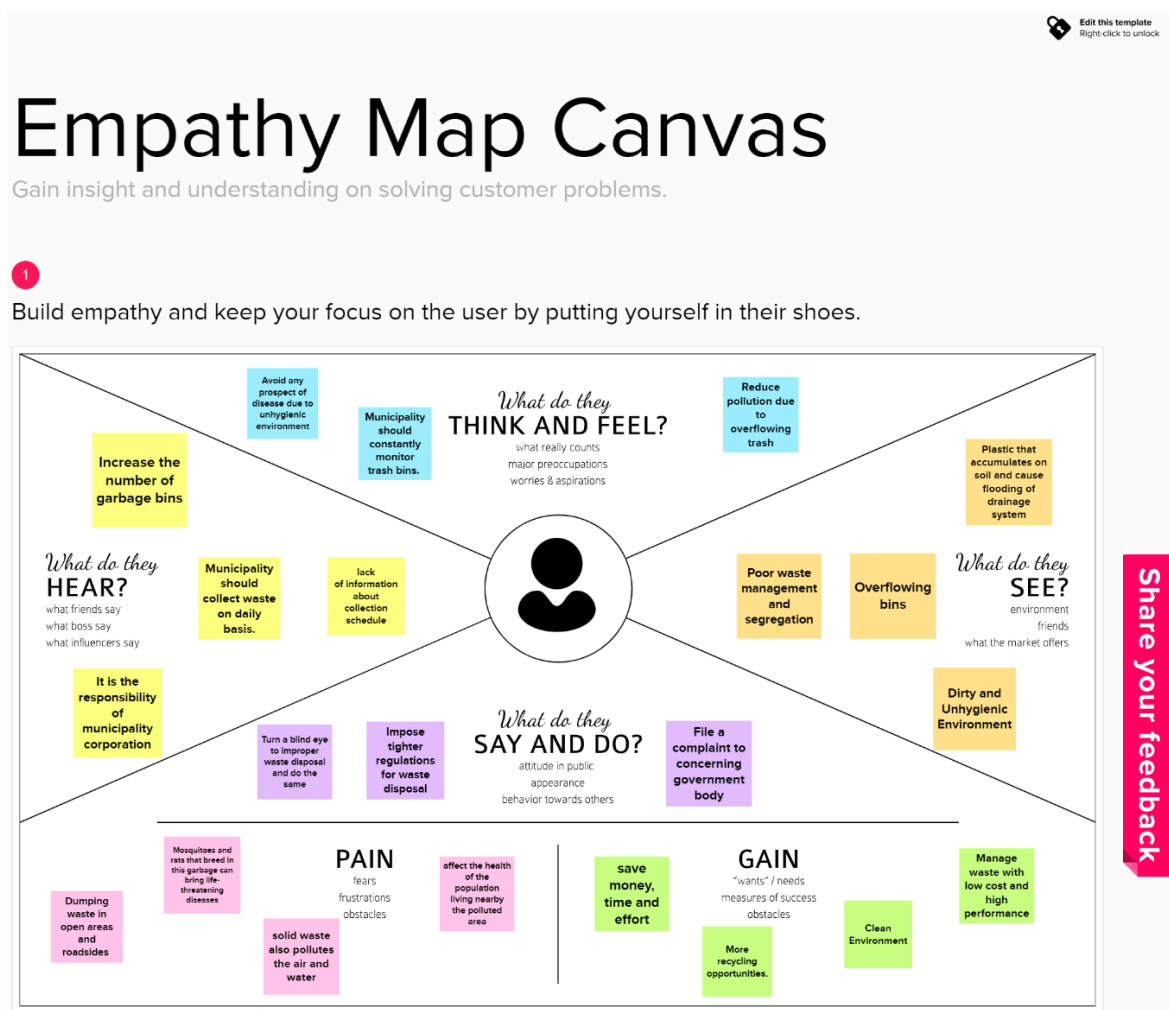 Edit this template
Right-click to unlock
Empathy Map Canvas
Gain insight and understanding on solving customer problems.
1
Build empathy and keep your focus on the user by putting yourself in their shoes.
What do they
THINK AND FEEL?
what really counts
major preoccupations
worries & aspirations
Avoid any
prospect of
disease due to
unhygienic
environment
Municipality
should
constantly
monitor
trash bins.
Reduce
pollution due
to
overflowing
trash
What do they
HEAR?
what friends say
what boss say
what influencers say
Increase the
number of
garbage bins
Municipality
should
collect waste
on daily
basis.
lack
of information
about
collection
schedule
It is the
responsibility
of
municipality
corporation
What do they
SEE?
environment
friends
what the market offers
Plastic that
accumulates on
soil and cause
flooding of
drainage
system
Poor waste
management
and
segregation
Overflowing
bins
Dirty and
Unhygienic
Environment
What do they
SAY AND DO?
attitude in public
appearance
behavior towards others
Turn a blind eye
to improper
waste disposal
and do the
same
Impose
tighter
regulations
for waste
disposal
File a
complaint to
concerning
government
body
PAIN
fears
frustrations
obstacles
Mosquitoes and
rats that breed in
this garbage can
bring life-
threatening
diseases
Dumping
waste in
open areas
and
roadsides
solid waste
also pollutes
the air and
water
affect the health
of the
population
living nearby
the polluted
area
GAIN
"wants" / needs
measures of success
obstacles
save
money,
time and
effort
More
recycling
opportunities.
Clean
Environment
Manage
waste with
low cost and
high
performance
Share your feedback